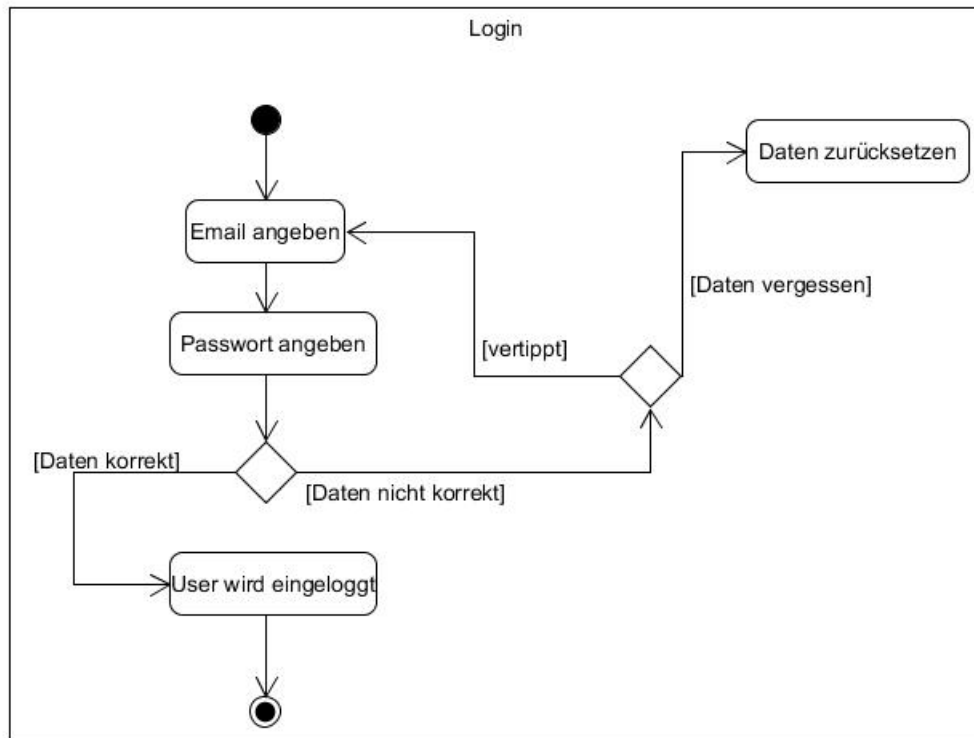 Login
Daten zurücksetzen
Email angeben
[Daten vergessen]
Passwort angeben
[vertippt]
[Daten korrekt]
[Daten nicht korrekt]
User wird eingeloggt